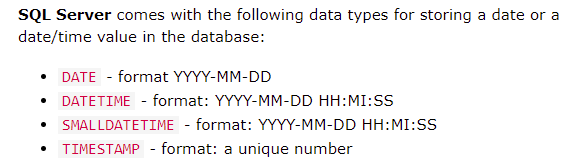 SQL Server comes with the following data types for storing a date or a
date/time value in the database:
• DATE - format YYYY-MM-DD
• DATETIME - format: YYYY-MM-DD HH:MI:SS
• SMALLDATETIME - format: YYYY-MM-DD HH:MI:SS
• TIMESTAMP - format: a unique number